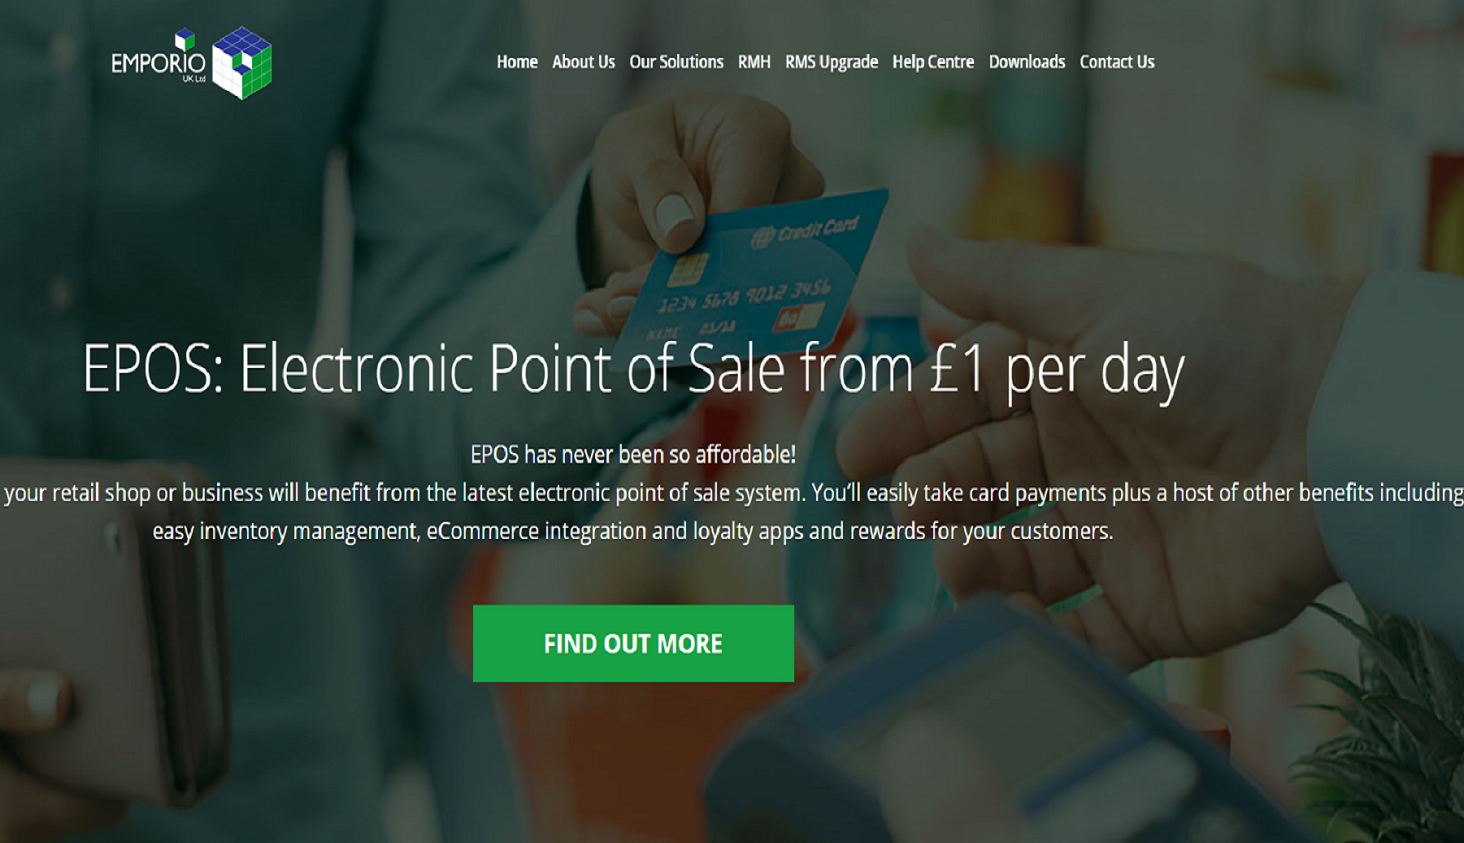 EMPORIO
UK Ltd
Home About Us Our Solutions RMH RMS Upgrade Help Centre Downloads Contact Us
Credit Card
1234 5678 9012 3456
NAME 01/18
EPOS: Electronic Point of Sale from £1 per day
EPOS has never been so affordable!
your retail shop or business will benefit from the latest electronic point of sale system. You’ll easily take card payments plus a host of other benefits including
easy inventory management, eCommerce integration and loyalty apps and rewards for your customers.
FIND OUT MORE